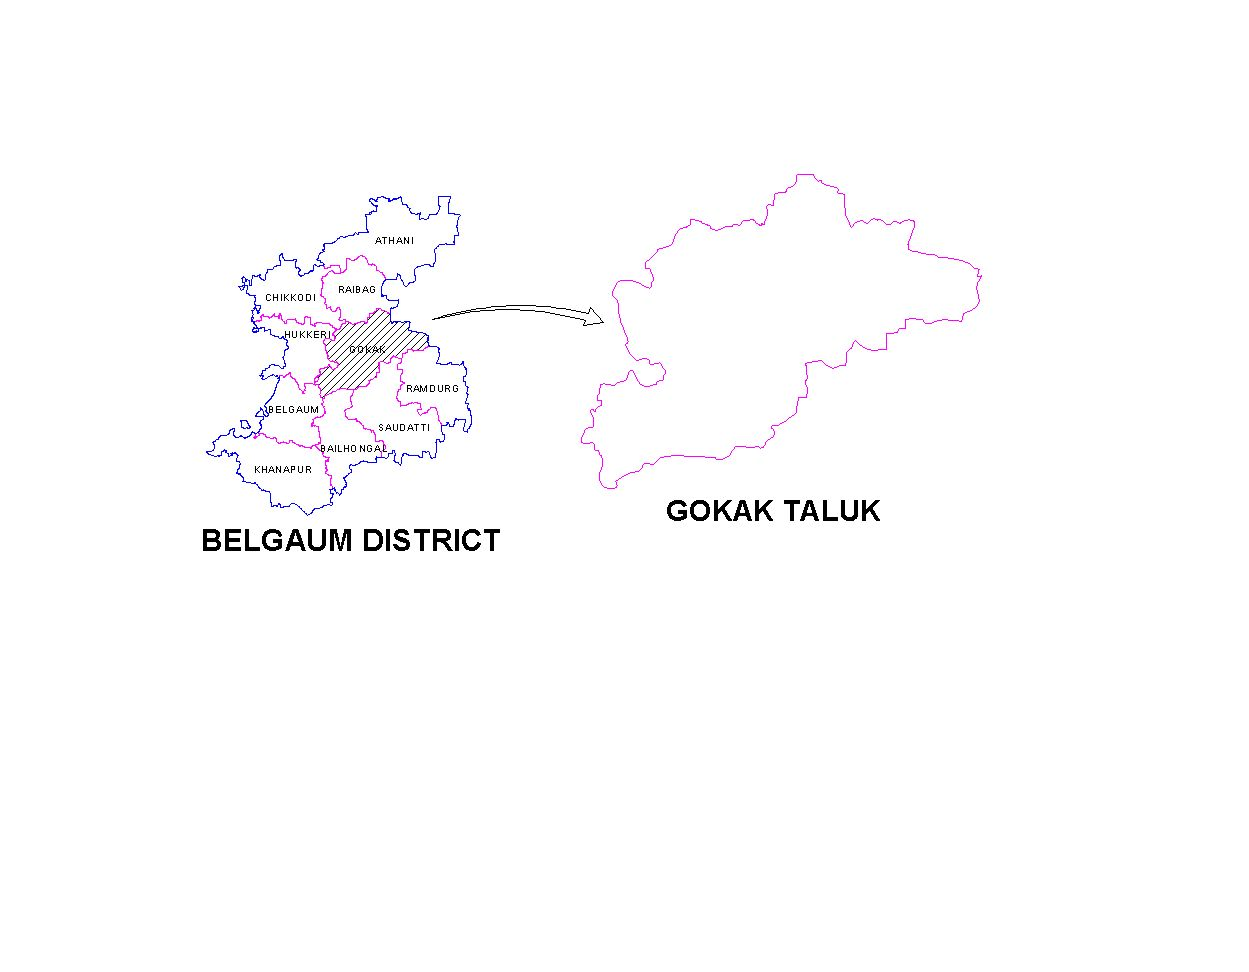 ATHANI
RAIBAG
CHIKKODI
HUKKERI
GOKAK
RAMDURG
BELGAUM
SAUDATTI
BAILHONGAL
KHANAPUR
GOKAK TALUK
BELGAUM DISTRICT